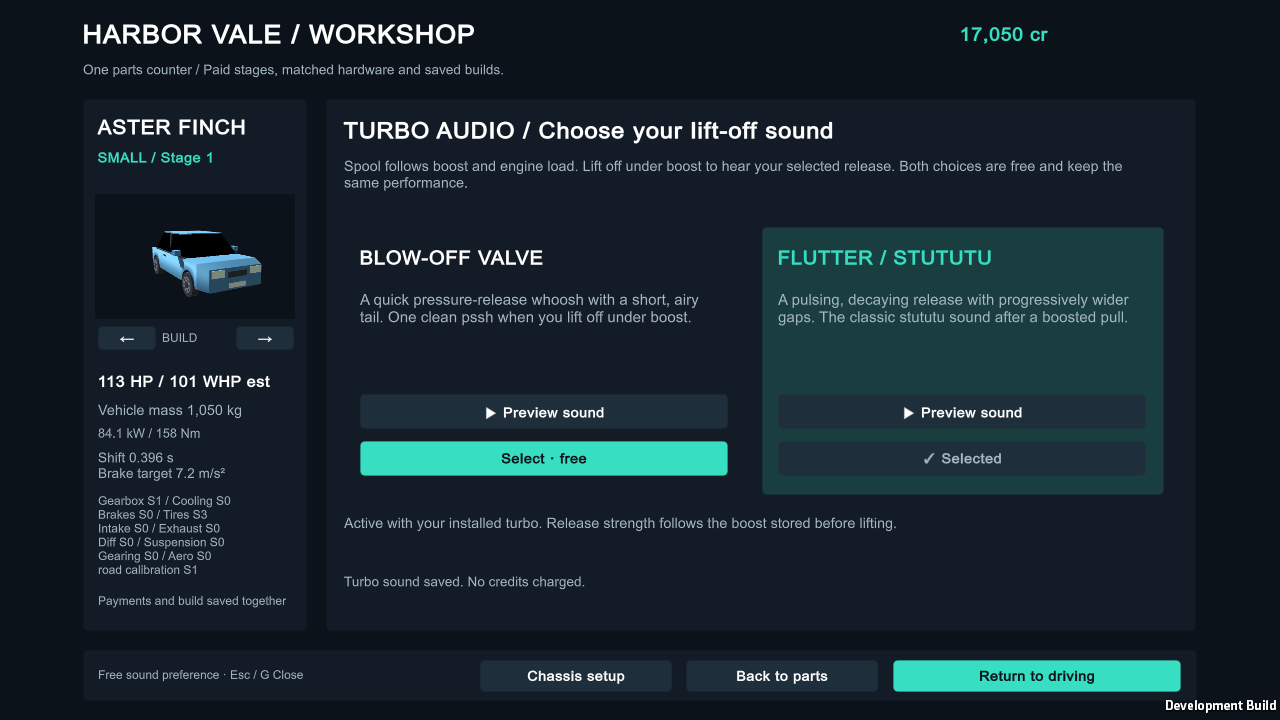 HARBOR VALE / WORKSHOP
17,050 cr
One parts counter / Paid stages, matched hardware and saved builds.
ASTER FINCH
SMALL / Stage 1
← BUILD →
113 HP / 101 WHP est
Vehicle mass 1,050 kg
84.1 kW / 158 Nm
Shift 0.396 s
Brake target 7.2 m/s²
Gearbox S1 / Cooling S0
Brakes S0 / Tires S3
Intake S0 / Exhaust S0
Diff S0 / Suspension S0
Gearing S0 / Aero S0
road calibration S1
Payments and build saved together
TURBO AUDIO / Choose your lift-off sound
Spool follows boost and engine load. Lift off under boost to hear your selected release. Both choices are free and keep the
same performance.
BLOW-OFF VALVE
A quick pressure-release whoosh with a short, airy
tail. One clean pssh when you lift off under boost.
▶ Preview sound
Select · free
FLUTTER / STUTUTU
A pulsing, decaying release with progressively wider
gaps. The classic stututu sound after a boosted pull.
▶ Preview sound
✓ Selected
Active with your installed turbo. Release strength follows the boost stored before lifting.
Turbo sound saved. No credits charged.
Free sound preference · Esc / G Close
Chassis setup
Back to parts
Return to driving
Development Build